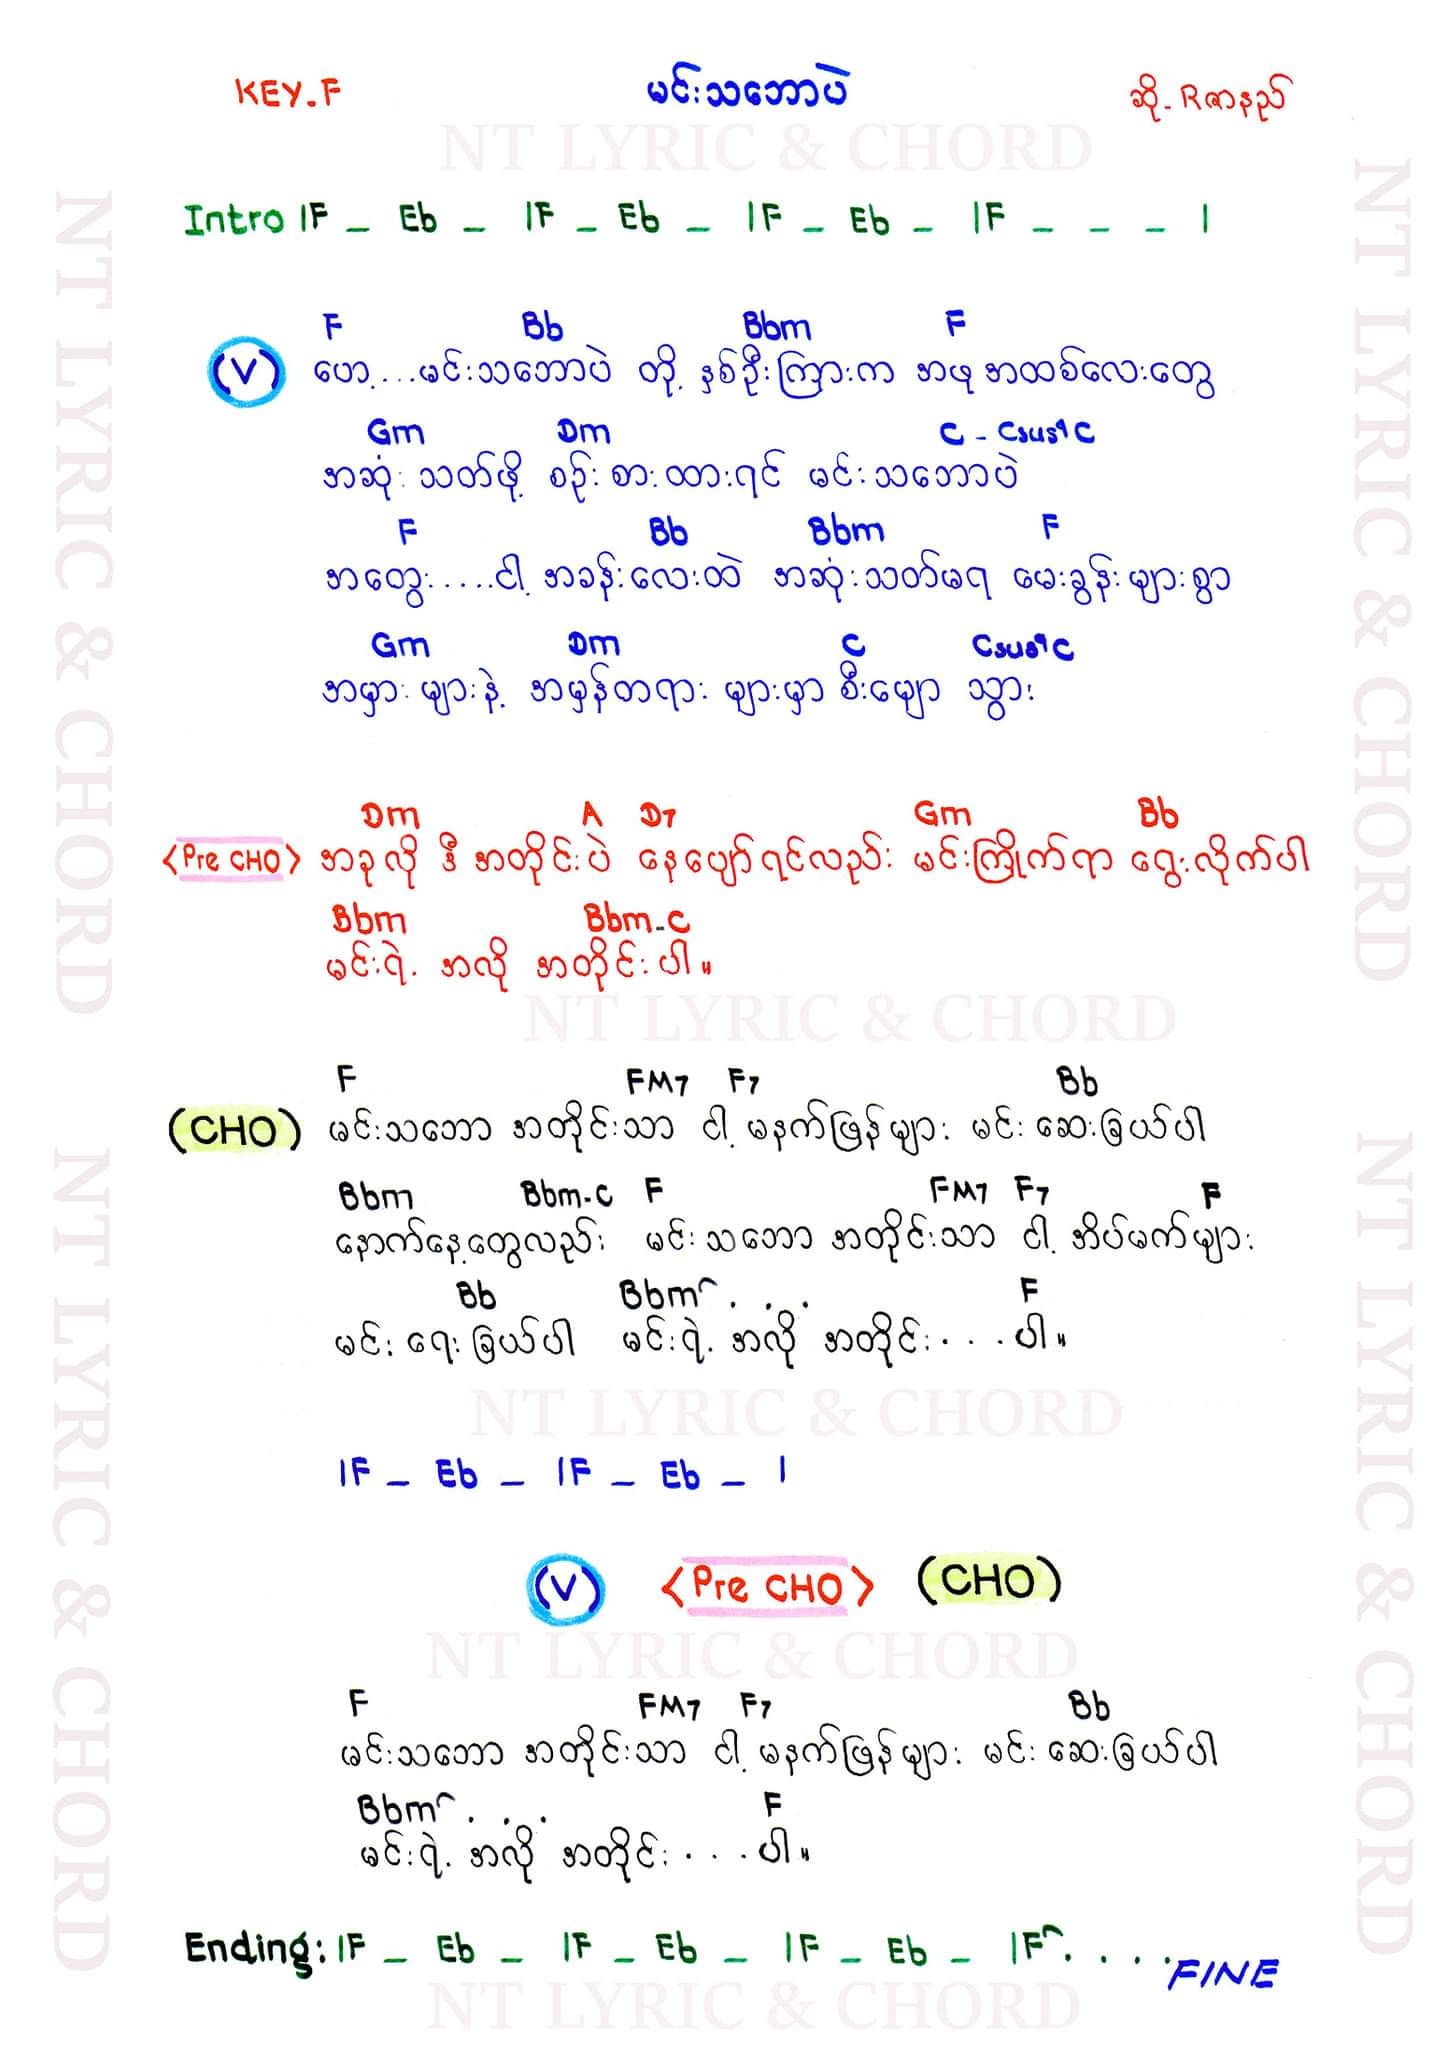 KEY.F မင်းသဘောပဲ ဆို-Rဇာနည်
NT LYRIC & CHORD
Intro |F _ Eb _ |F _ Eb _ |F _ Eb _ |F _ _ _ |
F Bb Bbm F
(V) ဟေ့....မင်းသဘောပဲ တို့ နှစ်ဦးကြားက အဖု အထစ်လေးတွေ
Gm Dm C - Csus4 C
အဆုံး သတ်ဖို့ စဉ်းစားထားရင် မင်းသဘောပဲ
F Bb Bbm F
အတွေး.....ငါ့ အခန်းလေးထဲ အဆုံးသတ်မရ မေးခွန်းများစွာ
Gm Dm C Csus4 C
အမှားများနဲ့ အမှန်တရားများမှာ စီးမျော သွား
Dm A D7 Gm Bb
<Pre CHO> အခုလို ဒီအတိုင်းပဲ နေပျော်ရင်လည်း မင်းကြိုက်ရာ ရွေးလိုက်ပါ
Bbm Bbm-C
မင်းရဲ့ အလို အတိုင်းပါ။
NT LYRIC & CHORD
F FM7 F7 Bb
(CHO) မင်းသဘော အတိုင်းသာ ငါ့ မနက်ဖြန်များ မင်း ဆေးခြယ်ပါ
Bbm Bbm-C F FM7 F7 F
နောက်နေ့တွေလည်း မင်းသဘော အတိုင်းသာ ငါ့ အိပ်မက်များ
Bb Bbm . . . F
မင်း ရေးခြယ်ပါ မင်းရဲ့ အလို အတိုင်း...ပါ။
NT LYRIC & CHORD
|F _ Eb _ |F _ Eb _ |
(V) <Pre CHO> (CHO)
NT LYRIC & CHORD
F FM7 F7 Bb
မင်းသဘော အတိုင်းသာ ငါ့ မနက်ဖြန်များ မင်း ဆေးခြယ်ပါ
Bbm . . . F
မင်းရဲ့ အလို အတိုင်း...ပါ။
Ending: |F _ Eb _ |F _ Eb _ |F _ Eb _ |F . . . . FINE
NT LYRIC & CHORD
NT LYRIC & CHORD
NT LYRIC & CHORD
NT LYRIC & CHORD
NT LYRIC & CHORD